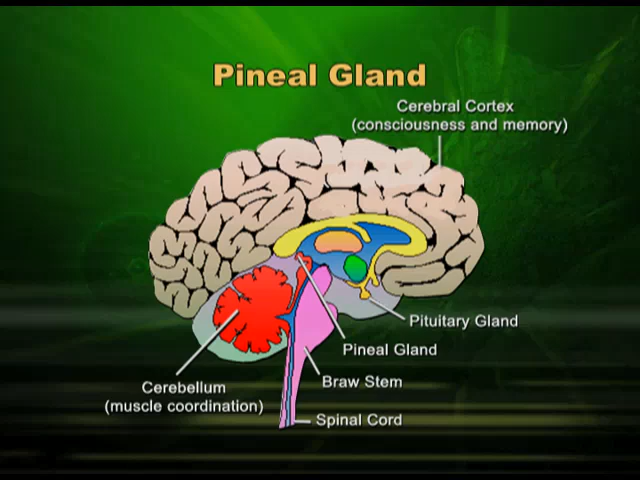 Pineal Gland
Cerebral Cortex
(consciousness and memory)
Pituitary Gland
Pineal Gland
Braw Stem
Cerebellum
(muscle coordination)
Spinal Cord